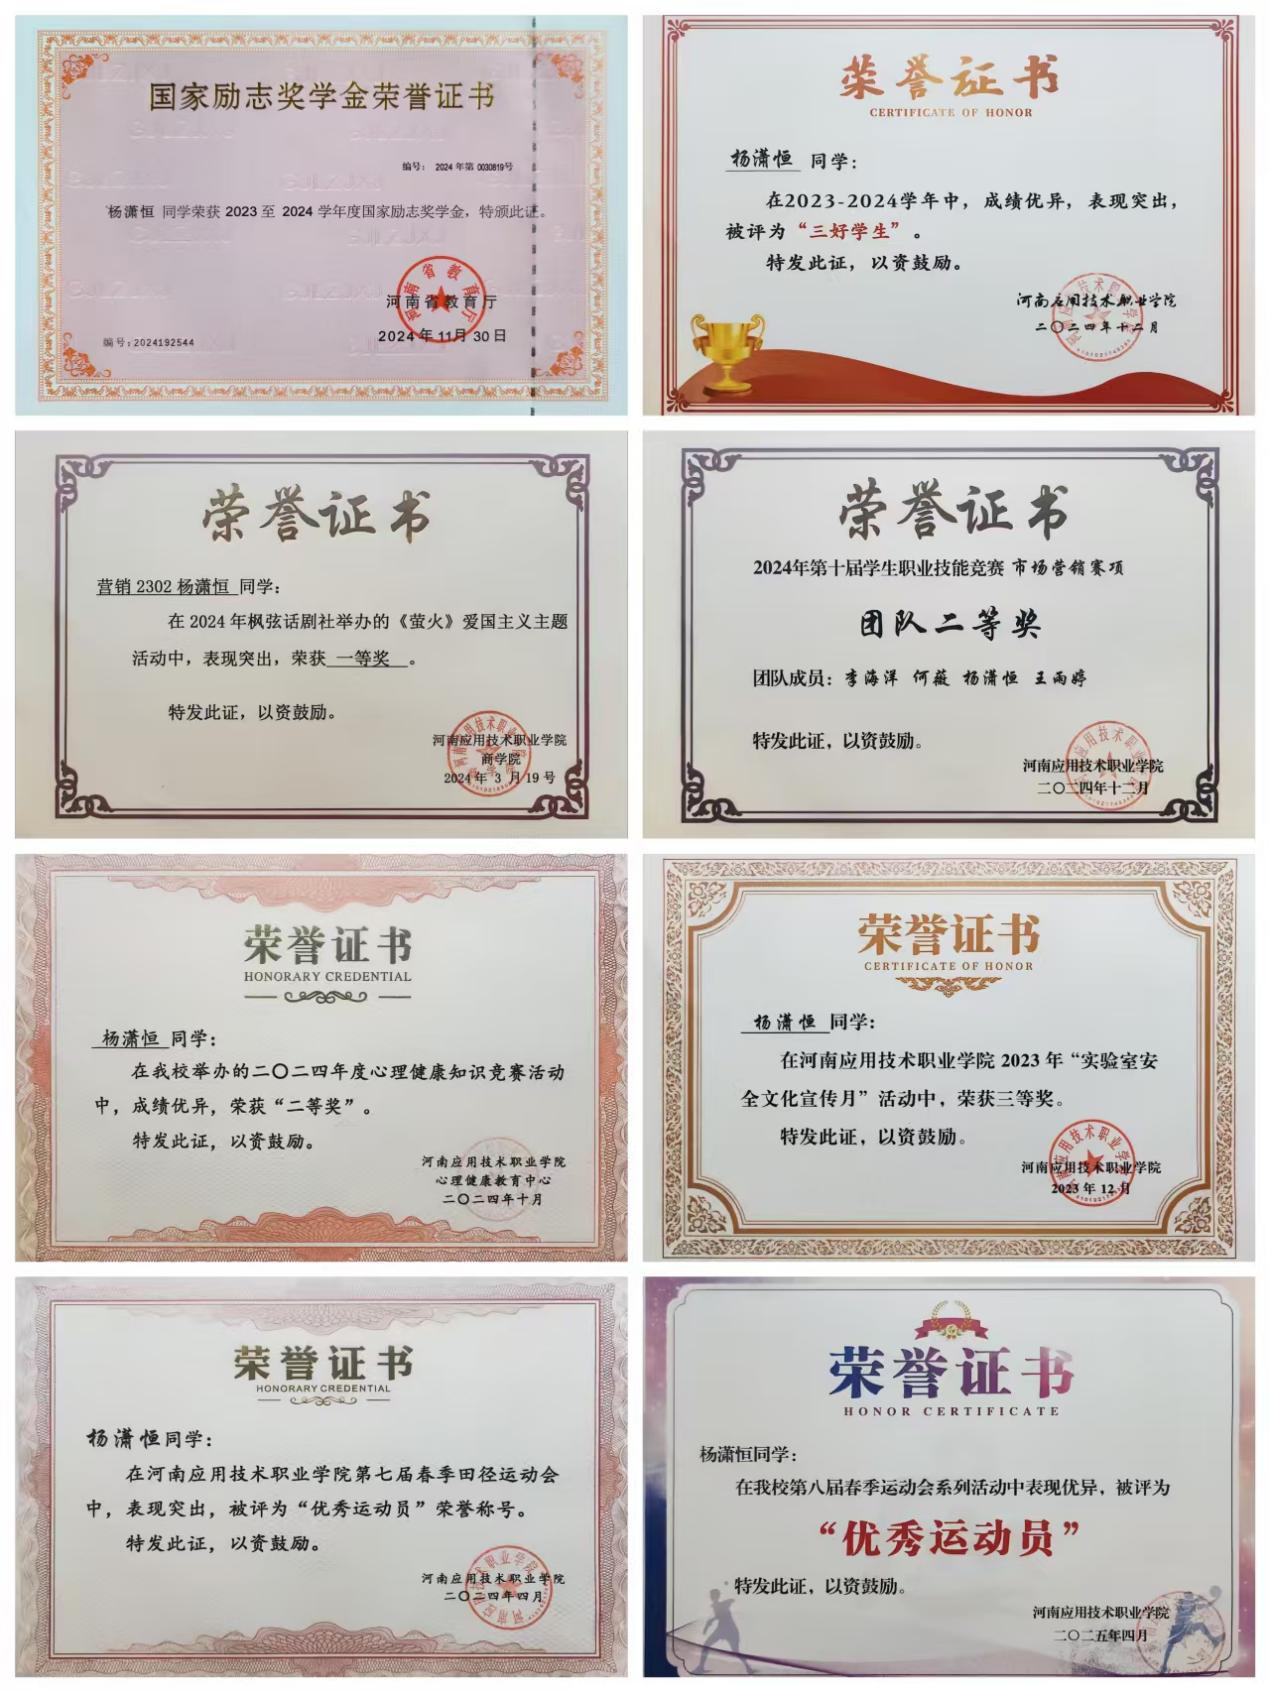 国家励志奖学金荣誉证书
编号： 2024 年第 0030819号
杨潇恒 同学荣获 2023 至 2024 学年度国家励志奖学金，特颁此证。
河南省教育厅
2024 年 11月 30 日
编号:2024192544
荣誉证书
CERTIFICATE OF HONOR
杨潇恒 同学：
在2023-2024学年中，成绩优异，表现突出，
被评为“三好学生”。
特发此证，以资鼓励。
河南应用技术职业学院
二〇二四年十二月
荣誉证书
营销 2302 杨潇恒 同学：
在 2024 年枫弦话剧社举办的《萤火》爱国主义主题
活动中，表现突出，荣获 一等奖 。
特发此证，以资鼓励。
河南应用技术职业学院
商学院
2024 年 3 月 19 号
荣誉证书
2024年第十届学生职业技能竞赛 市场营销赛项
团队二等奖
团队成员：李海洋 何薇 杨潇恒 王雨婷
特发此证，以资鼓励。
河南应用技术职业学院
二〇二四年十二月
荣誉证书
HONORARY CREDENTIAL
杨潇恒 同学：
在我校举办的二〇二四年度心理健康知识竞赛活动
中，成绩优异，荣获“二等奖”。
特发此证，以资鼓励。
河南应用技术职业学院
心理健康教育中心
二〇二四年十月
荣誉证书
CERTIFICATE OF HONOR
杨潇恒 同学：
在河南应用技术职业学院 2023 年“实验室安
全文化宣传月”活动中，荣获三等奖。
特发此证，以资鼓励。
河南应用技术职业学院
2023 年 12 月
荣誉证书
HONORARY CREDENTIAL
杨潇恒同学：
在河南应用技术职业学院第七届春季田径运动会
中，表现突出，被评为“优秀运动员”荣誉称号。
特发此证，以资鼓励。
河南应用技术职业学院
二〇二四年四月
荣誉证书
HONOR CERTIFICATE
杨潇恒同学：
在我校第八届春季运动会系列活动中表现优异，被评为
“优秀运动员”
特发此证，以资鼓励。
河南应用技术职业学院
二〇二五年四月